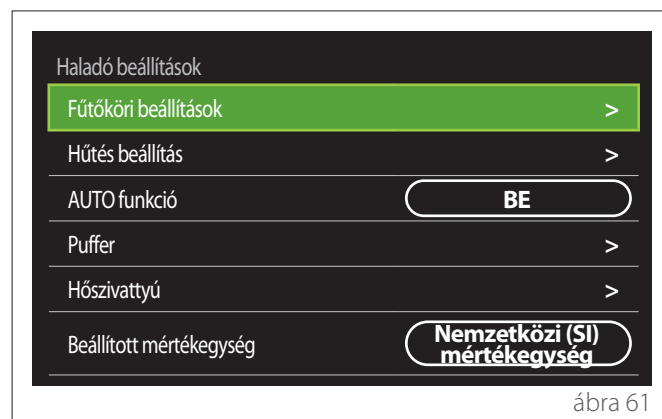 Haladó beállítások
Fűtőköri beállítások >
Hűtés beállítás >
AUTO funkció BE
Puffer >
Hőszivattyú >
Beállított mértékegység Nemzetközi (SI)
mértékegység
ábra 61